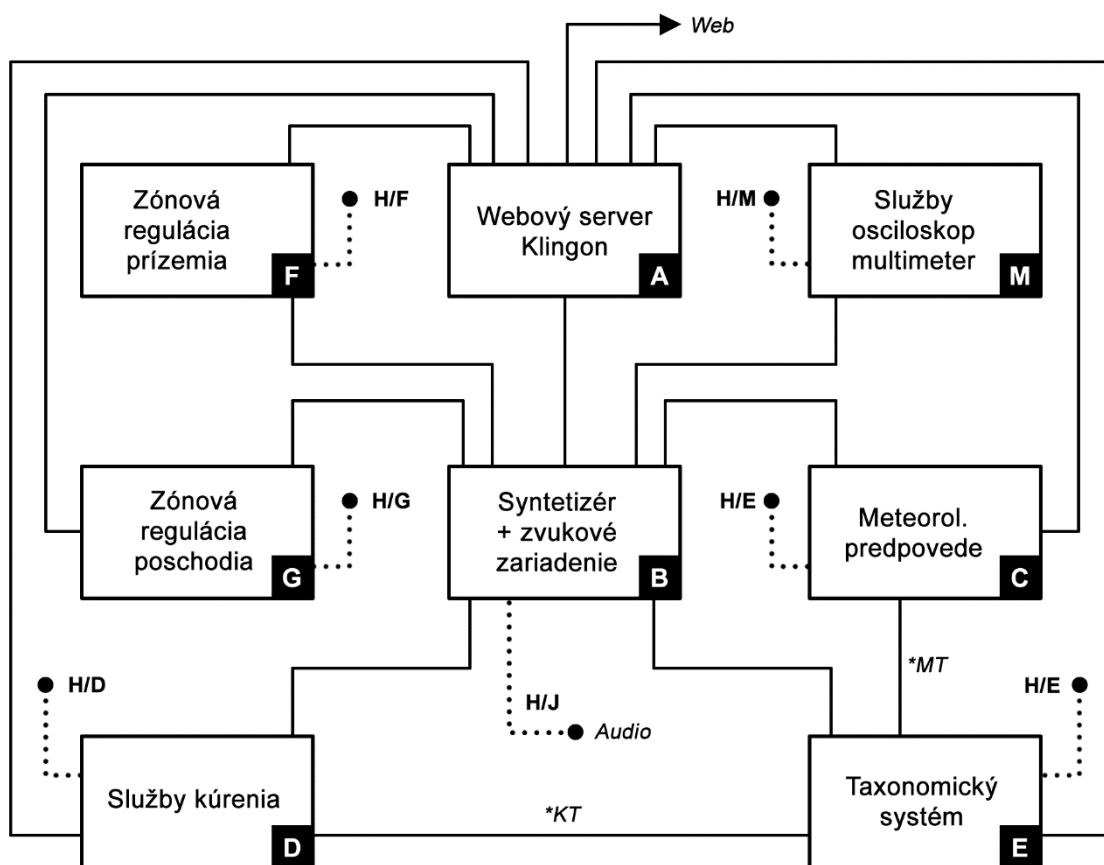 Web
Zónová
regulácia
prízemia
F
H/F
Webový server
Klingon
A
H/M
Služby
osciloskop
multimeter
M
Zónová
regulácia
poschodia
G
H/G
Syntetizér
+ zvukové
zariadenie
B
H/E
Meteorol.
predpovede
C
*MT
H/D
H/J
Audio
H/E
Služby kúrenia
D
*KT
Taxonomický
systém
E